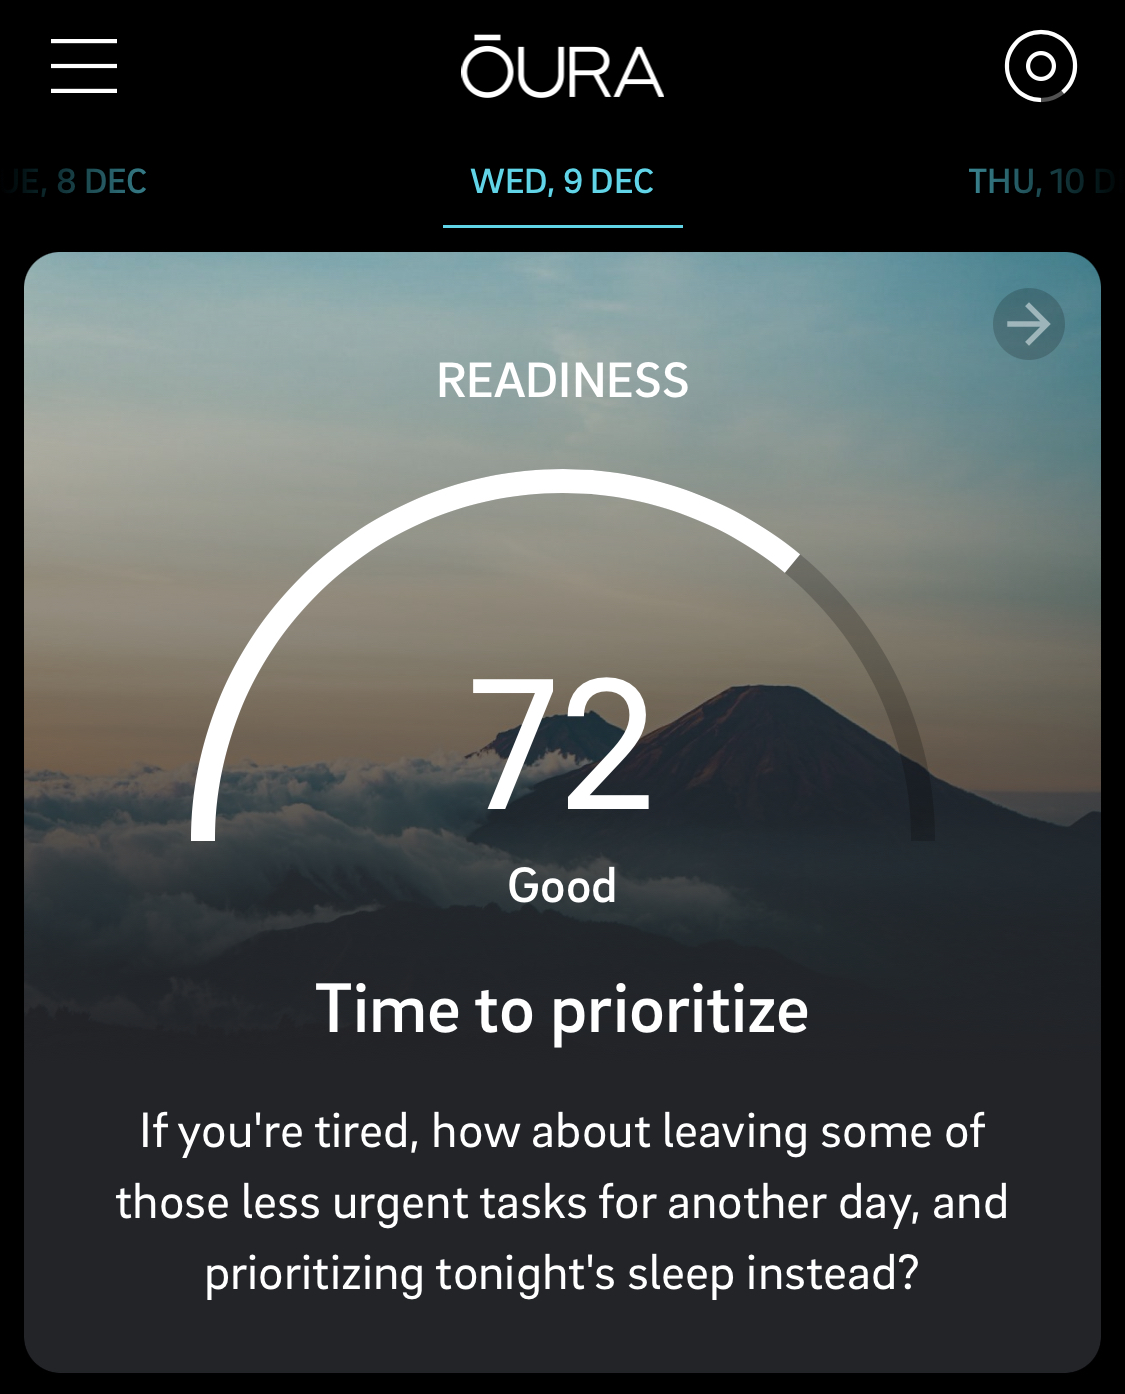 ŌURA
8 DEC
WED, 9 DEC
THU, 10
READINESS
72
Good
Time to prioritize
If you're tired, how about leaving some of
those less urgent tasks for another day, and
prioritizing tonight's sleep instead?